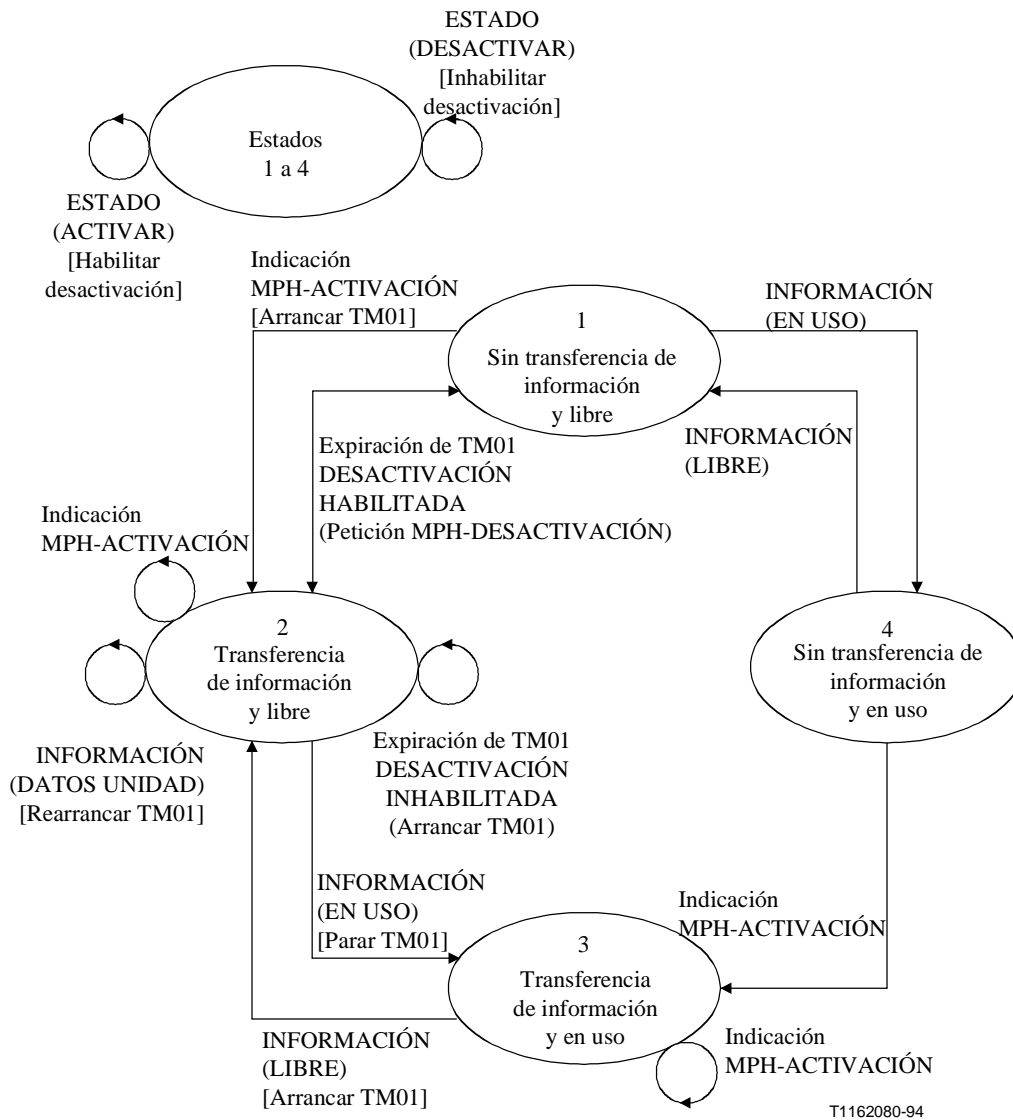 ESTADO
(DESACTIVAR)
[Inhabilitar
desactivación]
Estados
1 a 4
ESTADO
(ACTIVAR)
[Habilitar
desactivación]
Indicación
MPH-ACTIVACIÓN
[Arrancar TM01]
1
Sin transferencia de
información
y libre
INFORMACIÓN
(EN USO)
INFORMACIÓN
(LIBRE)
Expiración de TM01
DESACTIVACIÓN
HABILITADA
(Petición MPH-DESACTIVACIÓN)
Indicación
MPH-ACTIVACIÓN
2
Transferencia
de información
y libre
4
Sin transferencia de
información
y en uso
INFORMACIÓN
(DATOS UNIDAD)
[Rearrancar TM01]
Expiración de TM01
DESACTIVACIÓN
INHABILITADA
(Arrancar TM01)
INFORMACIÓN
(EN USO)
[Parar TM01]
Indicación
MPH-ACTIVACIÓN
3
Transferencia
de información
y en uso
INFORMACIÓN
(LIBRE)
[Arrancar TM01]
Indicación
MPH-ACTIVACIÓN
T1162080-94